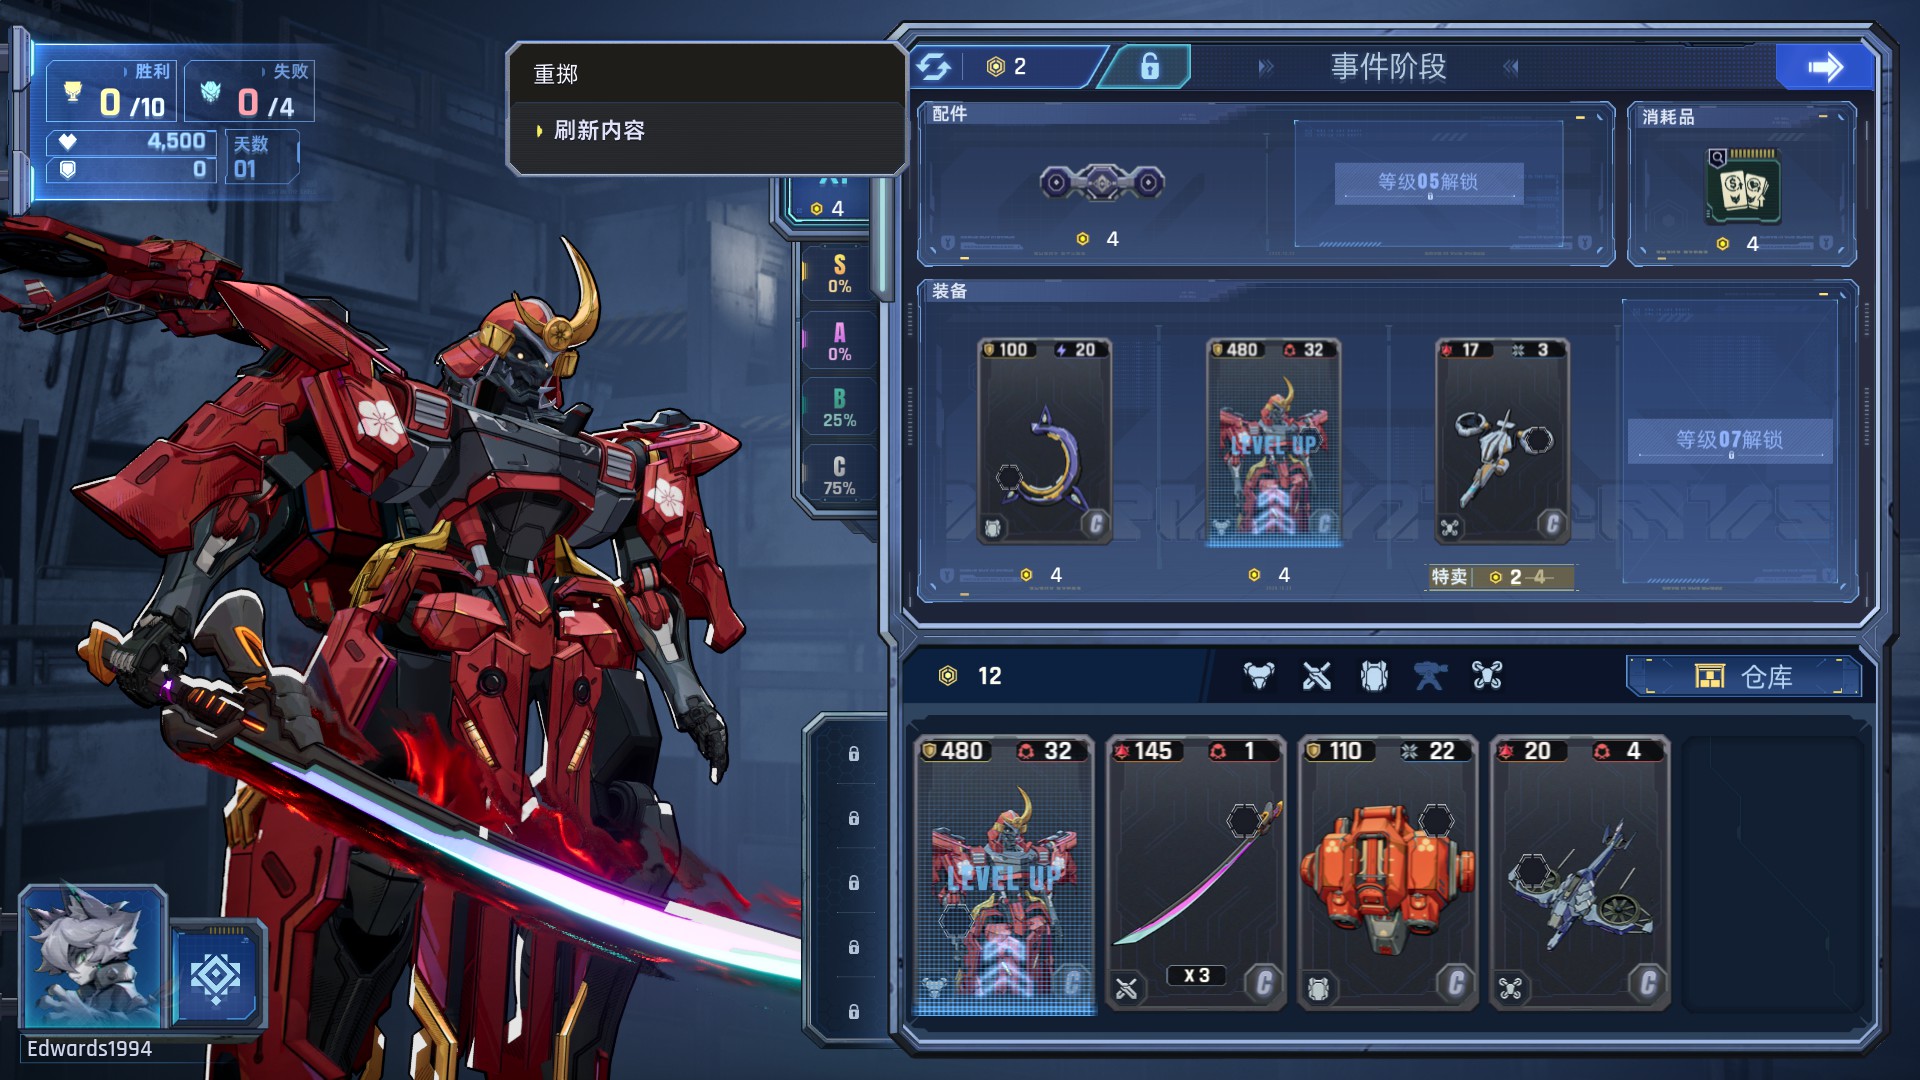 胜利
0/10
失败
0/4
4,500
0
天数
01
重掷
刷新内容
4
S
0%
A
0%
B
25%
C
75%
2
事件阶段
配件
4
等级05解锁
消耗品
4
装备
100 20
C
4
480 32
LEVEL UP
C
4
17 3
C
特卖 2 4
等级07解锁
12
仓库
480 32
LEVEL UP
C
145 1
X3
C
110 22
C
20 4
C
Edwards1994